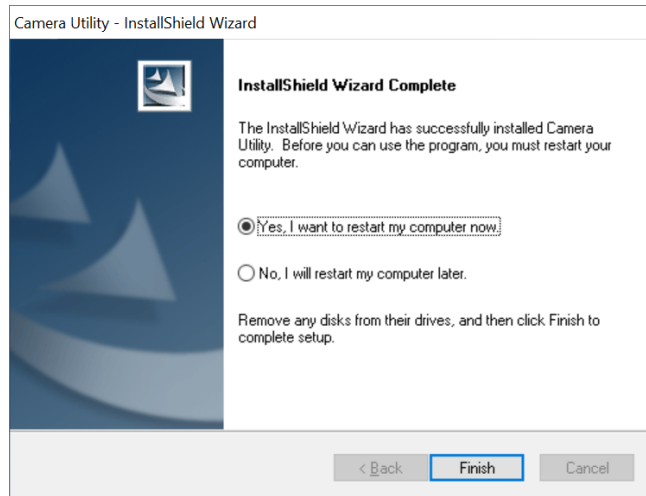 Camera Utility - InstallShield Wizard
InstallShield Wizard Complete
The InstallShield Wizard has successfully installed Camera
Utility. Before you can use the program, you must restart your
computer.
Yes, I want to restart my computer now.
No, I will restart my computer later.
Remove any disks from their drives, and then click Finish to
complete setup.
< Back Finish Cancel